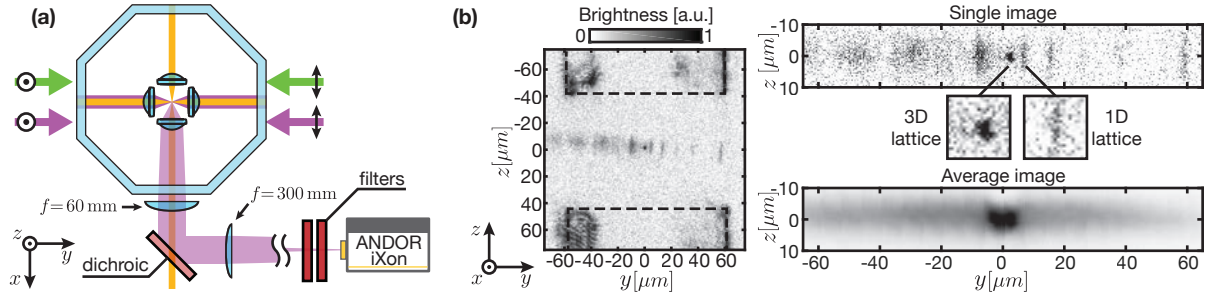 (a)
f=60 mm
f=300 mm
filters
ANDOR
iXon
dichroic
z
y
x
(b)
Brightness [a.u.]
0
1
-60
-40
-20
0
20
40
60
z[μm]
-60 -40 -20 0 20 40 60
y[μm]
z
x
y
Single image
-10
0
10
z [μm]
3D
lattice
1D
lattice
Average image
-10
0
10
z[μm]
-60 -40 -20 0 20 40 60
y[μm]